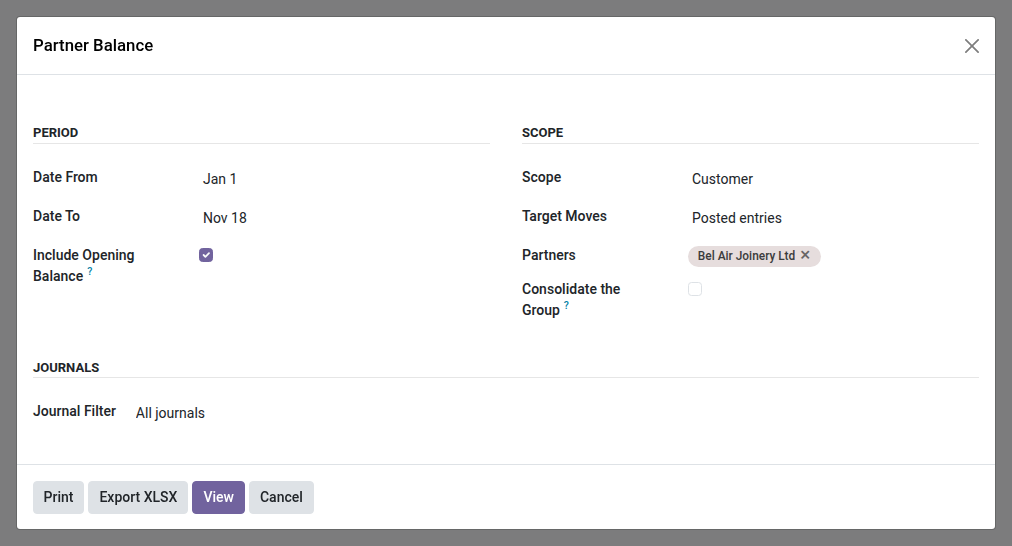 Partner Balance
PERIOD
Date From Jan 1
Date To Nov 18
Include Opening
Balance ?
SCOPE
Scope Customer
Target Moves Posted entries
Partners Bel Air Joinery Ltd ✕
Consolidate the
Group ?
JOURNALS
Journal Filter All journals
Print Export XLSX View Cancel